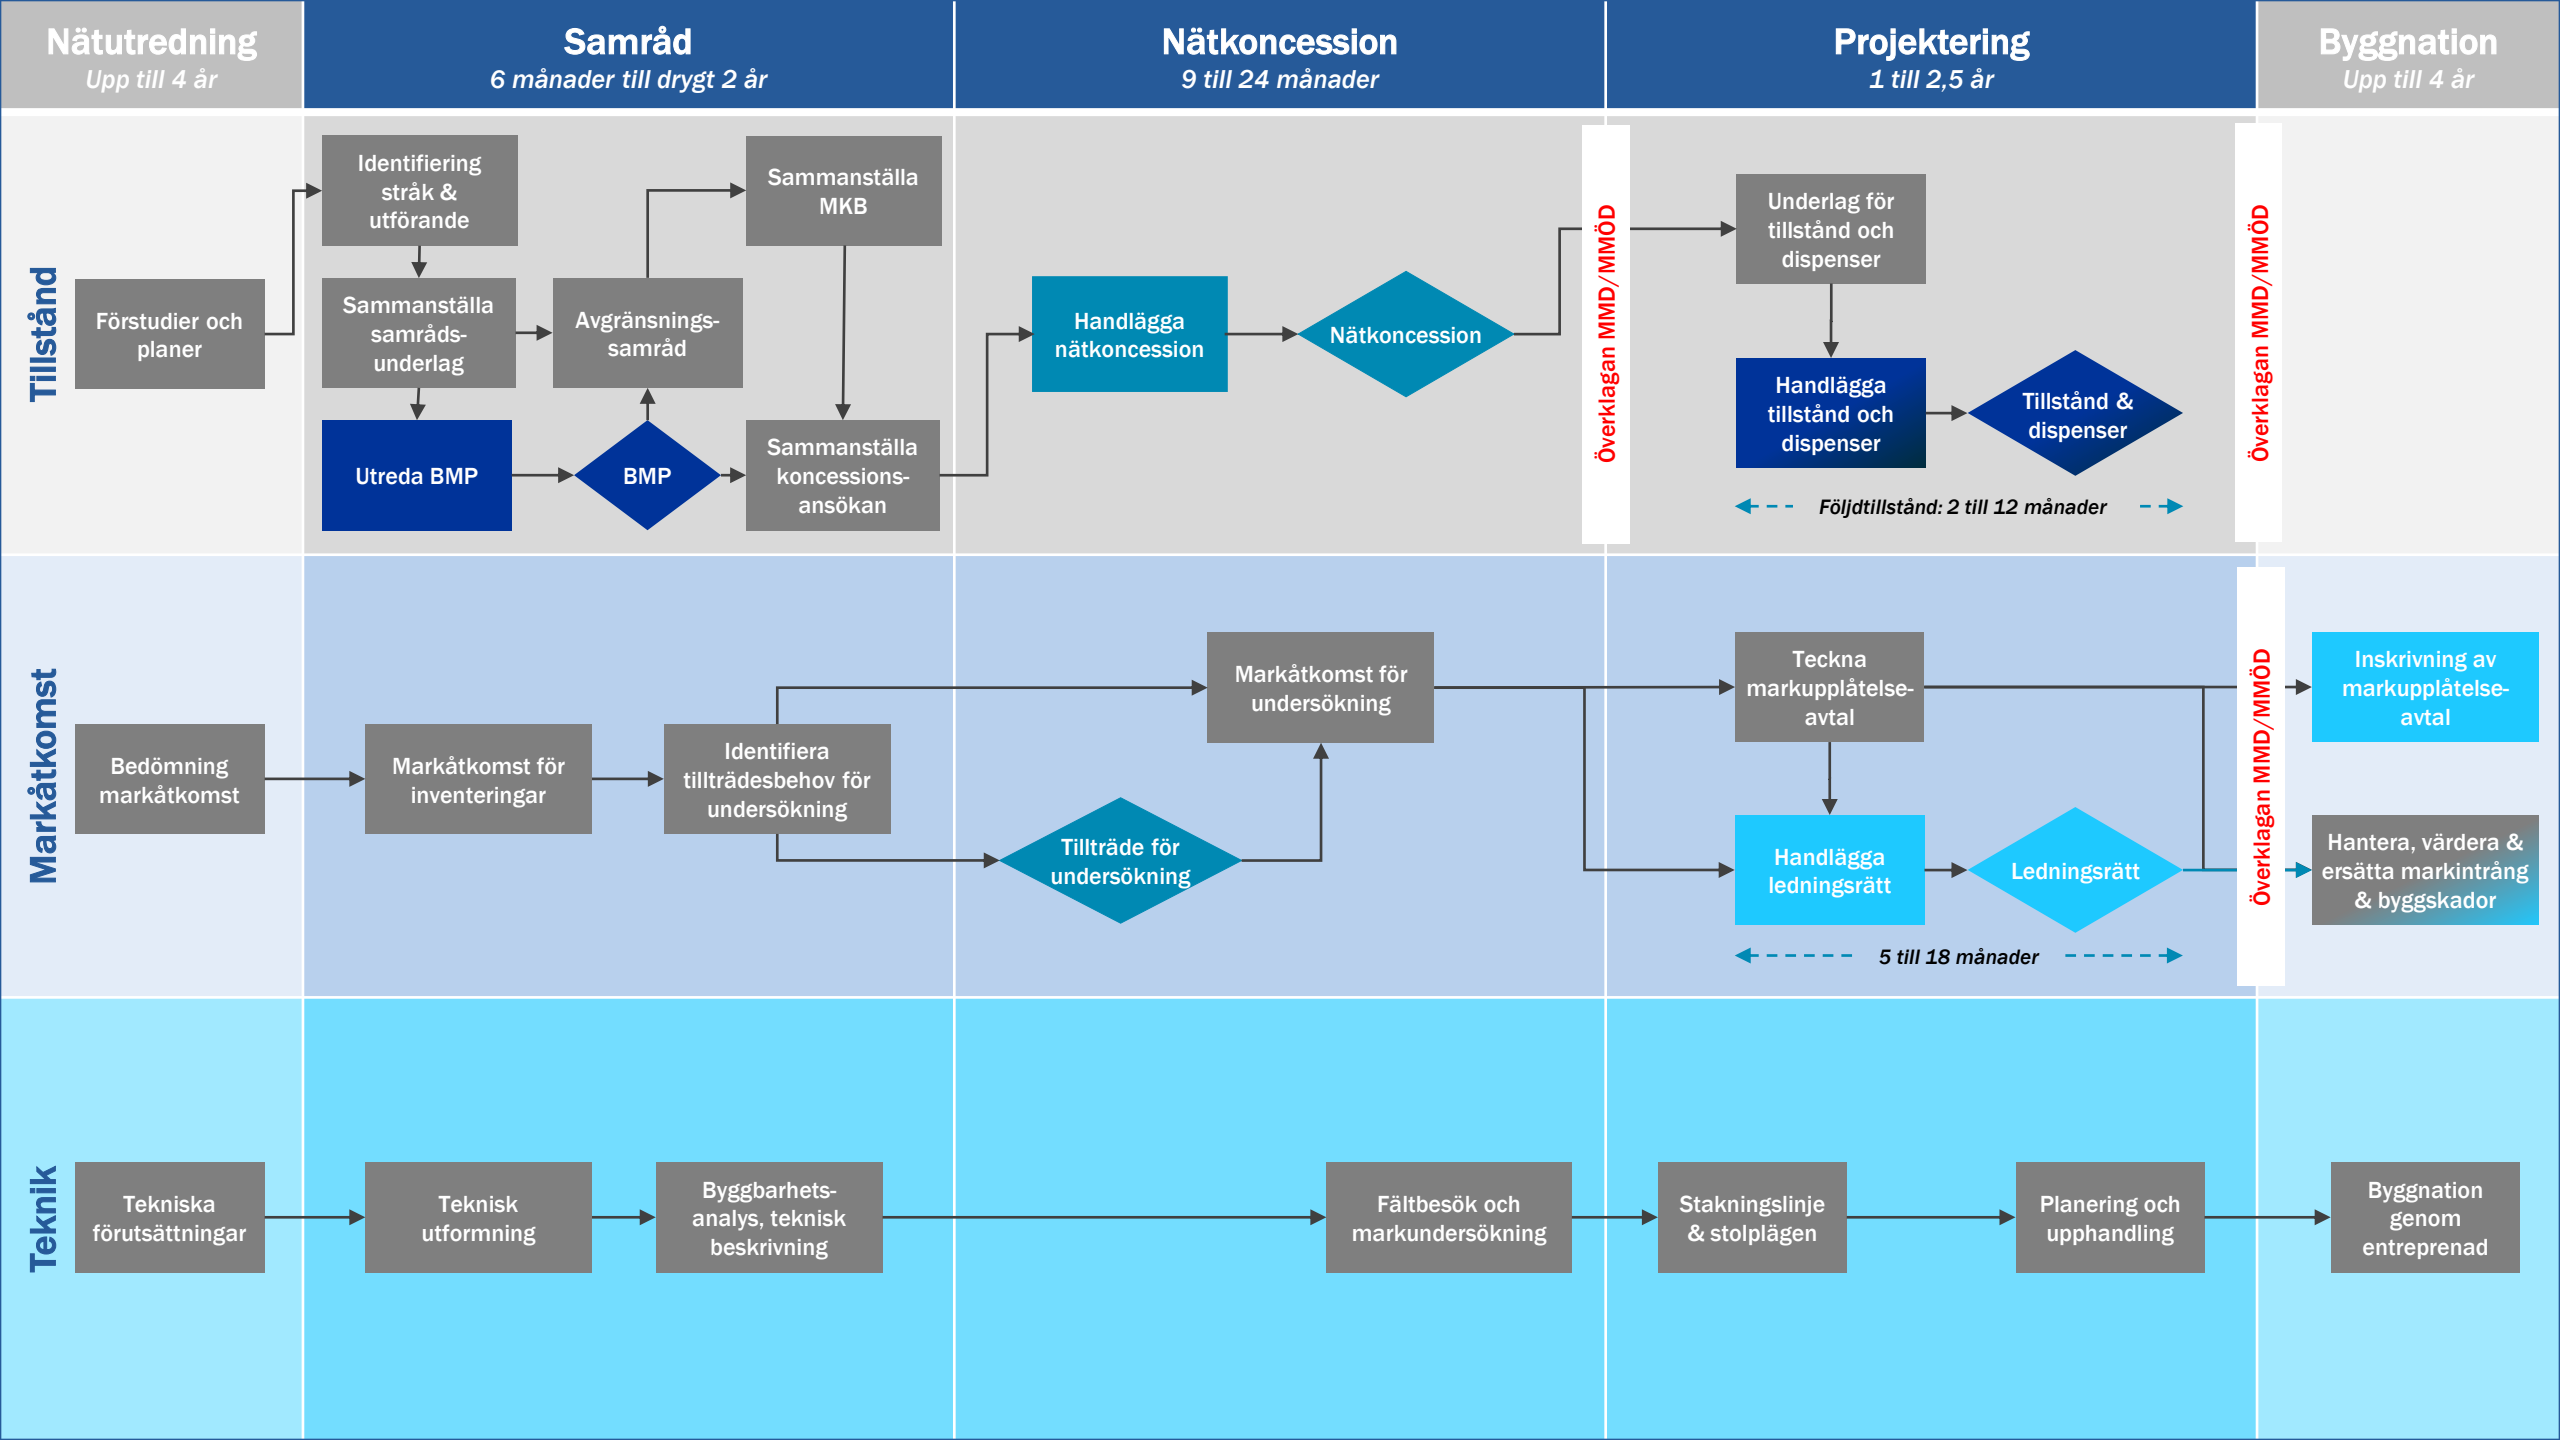 Nätutredning
Upp till 4 år
Samråd
6 månader till drygt 2 år
Nätkoncession
9 till 24 månader
Projektering
1 till 2,5 år
Byggnation
Upp till 4 år
Tillstånd
Förstudier och
planer
Identifiering
stråk &
utförande
Sammanställa
samråds-
underlag
Utreda BMP
Avgränsnings-
samråd
BMP
Sammanställa
MKB
Sammanställa
koncessions-
ansökan
Handlägga
nätkoncession
Nätkoncession
Överklagan MMD/MMÖD
Underlag för
tillstånd och
dispenser
Handlägga
tillstånd och
dispenser
Tillstånd &
dispenser
Följdtillstånd: 2 till 12 månader
Överklagan MMD/MMÖD
Markåtkomst
Bedömning
markåtkomst
Markåtkomst för
inventeringar
Identifiera
tillträdesbehov för
undersökning
Tillträde för
undersökning
Markåtkomst för
undersökning
Teckna
markupplåtelse-
avtal
Handlägga
ledningsrätt
Ledningsrätt
5 till 18 månader
Överklagan MMD/MMÖD
Inskrivning av
markupplåtelse-
avtal
Hantera, värdera &
ersätta markintrång
& byggskador
Teknik
Tekniska
förutsättningar
Teknisk
utformning
Byggbarhets-
analys, teknisk
beskrivning
Fältbesök och
markundersökning
Stakningslinje
& stolplägen
Planering och
upphandling
Byggnation
genom
entreprenad